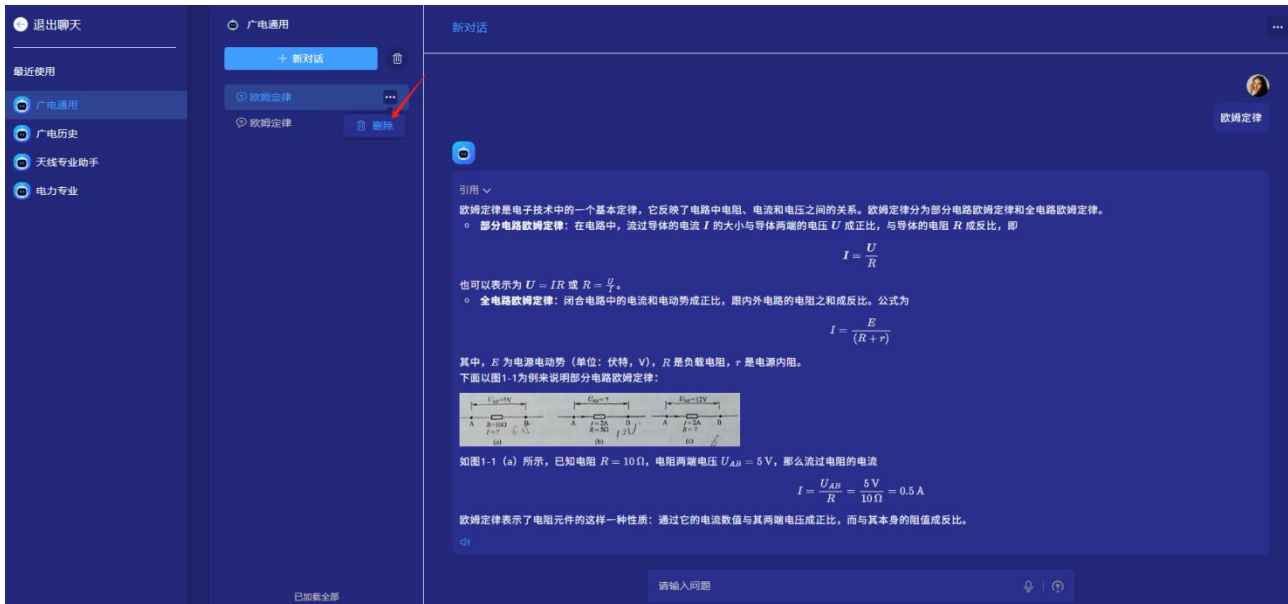 退出聊天
最近使用
广电通用
广电历史
天线专业助手
电力专业
广电通用
+ 新对话
欧姆定律
欧姆定律
删除
已加载全部
新对话
欧姆定律
引用
欧姆定律是电子技术中的一个基本定律，它反映了电路中电阻、电流和电压之间的关系。欧姆定律分为部分电路欧姆定律和全电路欧姆定律。
部分电路欧姆定律：在电路中，流过导体的电流 I 的大小与导体两端的电压 U 成正比，与导体的电阻 R 成反比，即
I = U/R
也可以表示为 U = IR 或 R = U/I。
全电路欧姆定律：闭合电路中的电流和电动势成正比，跟内外电路的电阻之和成反比。公式为
I = E/(R + r)
其中，E 为电源电动势（单位：伏特，V），R 是负载电阻，r 是电源内阻。
下面以图1-1为例来说明部分电路欧姆定律：
U_AB=5V U_AB=? U_AB=12V
A B A B A B
R=10Ω I=2A I=2A
I=? R=5Ω R=?
(a) (b) (c)
如图1-1（a）所示，已知电阻 R = 10 Ω，电阻两端电压 U_AB = 5 V，那么流过电阻的电流
I = U_AB/R = 5 V/10 Ω = 0.5 A
欧姆定律表示了电阻元件的这样一种性质：通过它的电流数值与其两端电压成正比，而与其本身的阻值成反比。
请输入问题